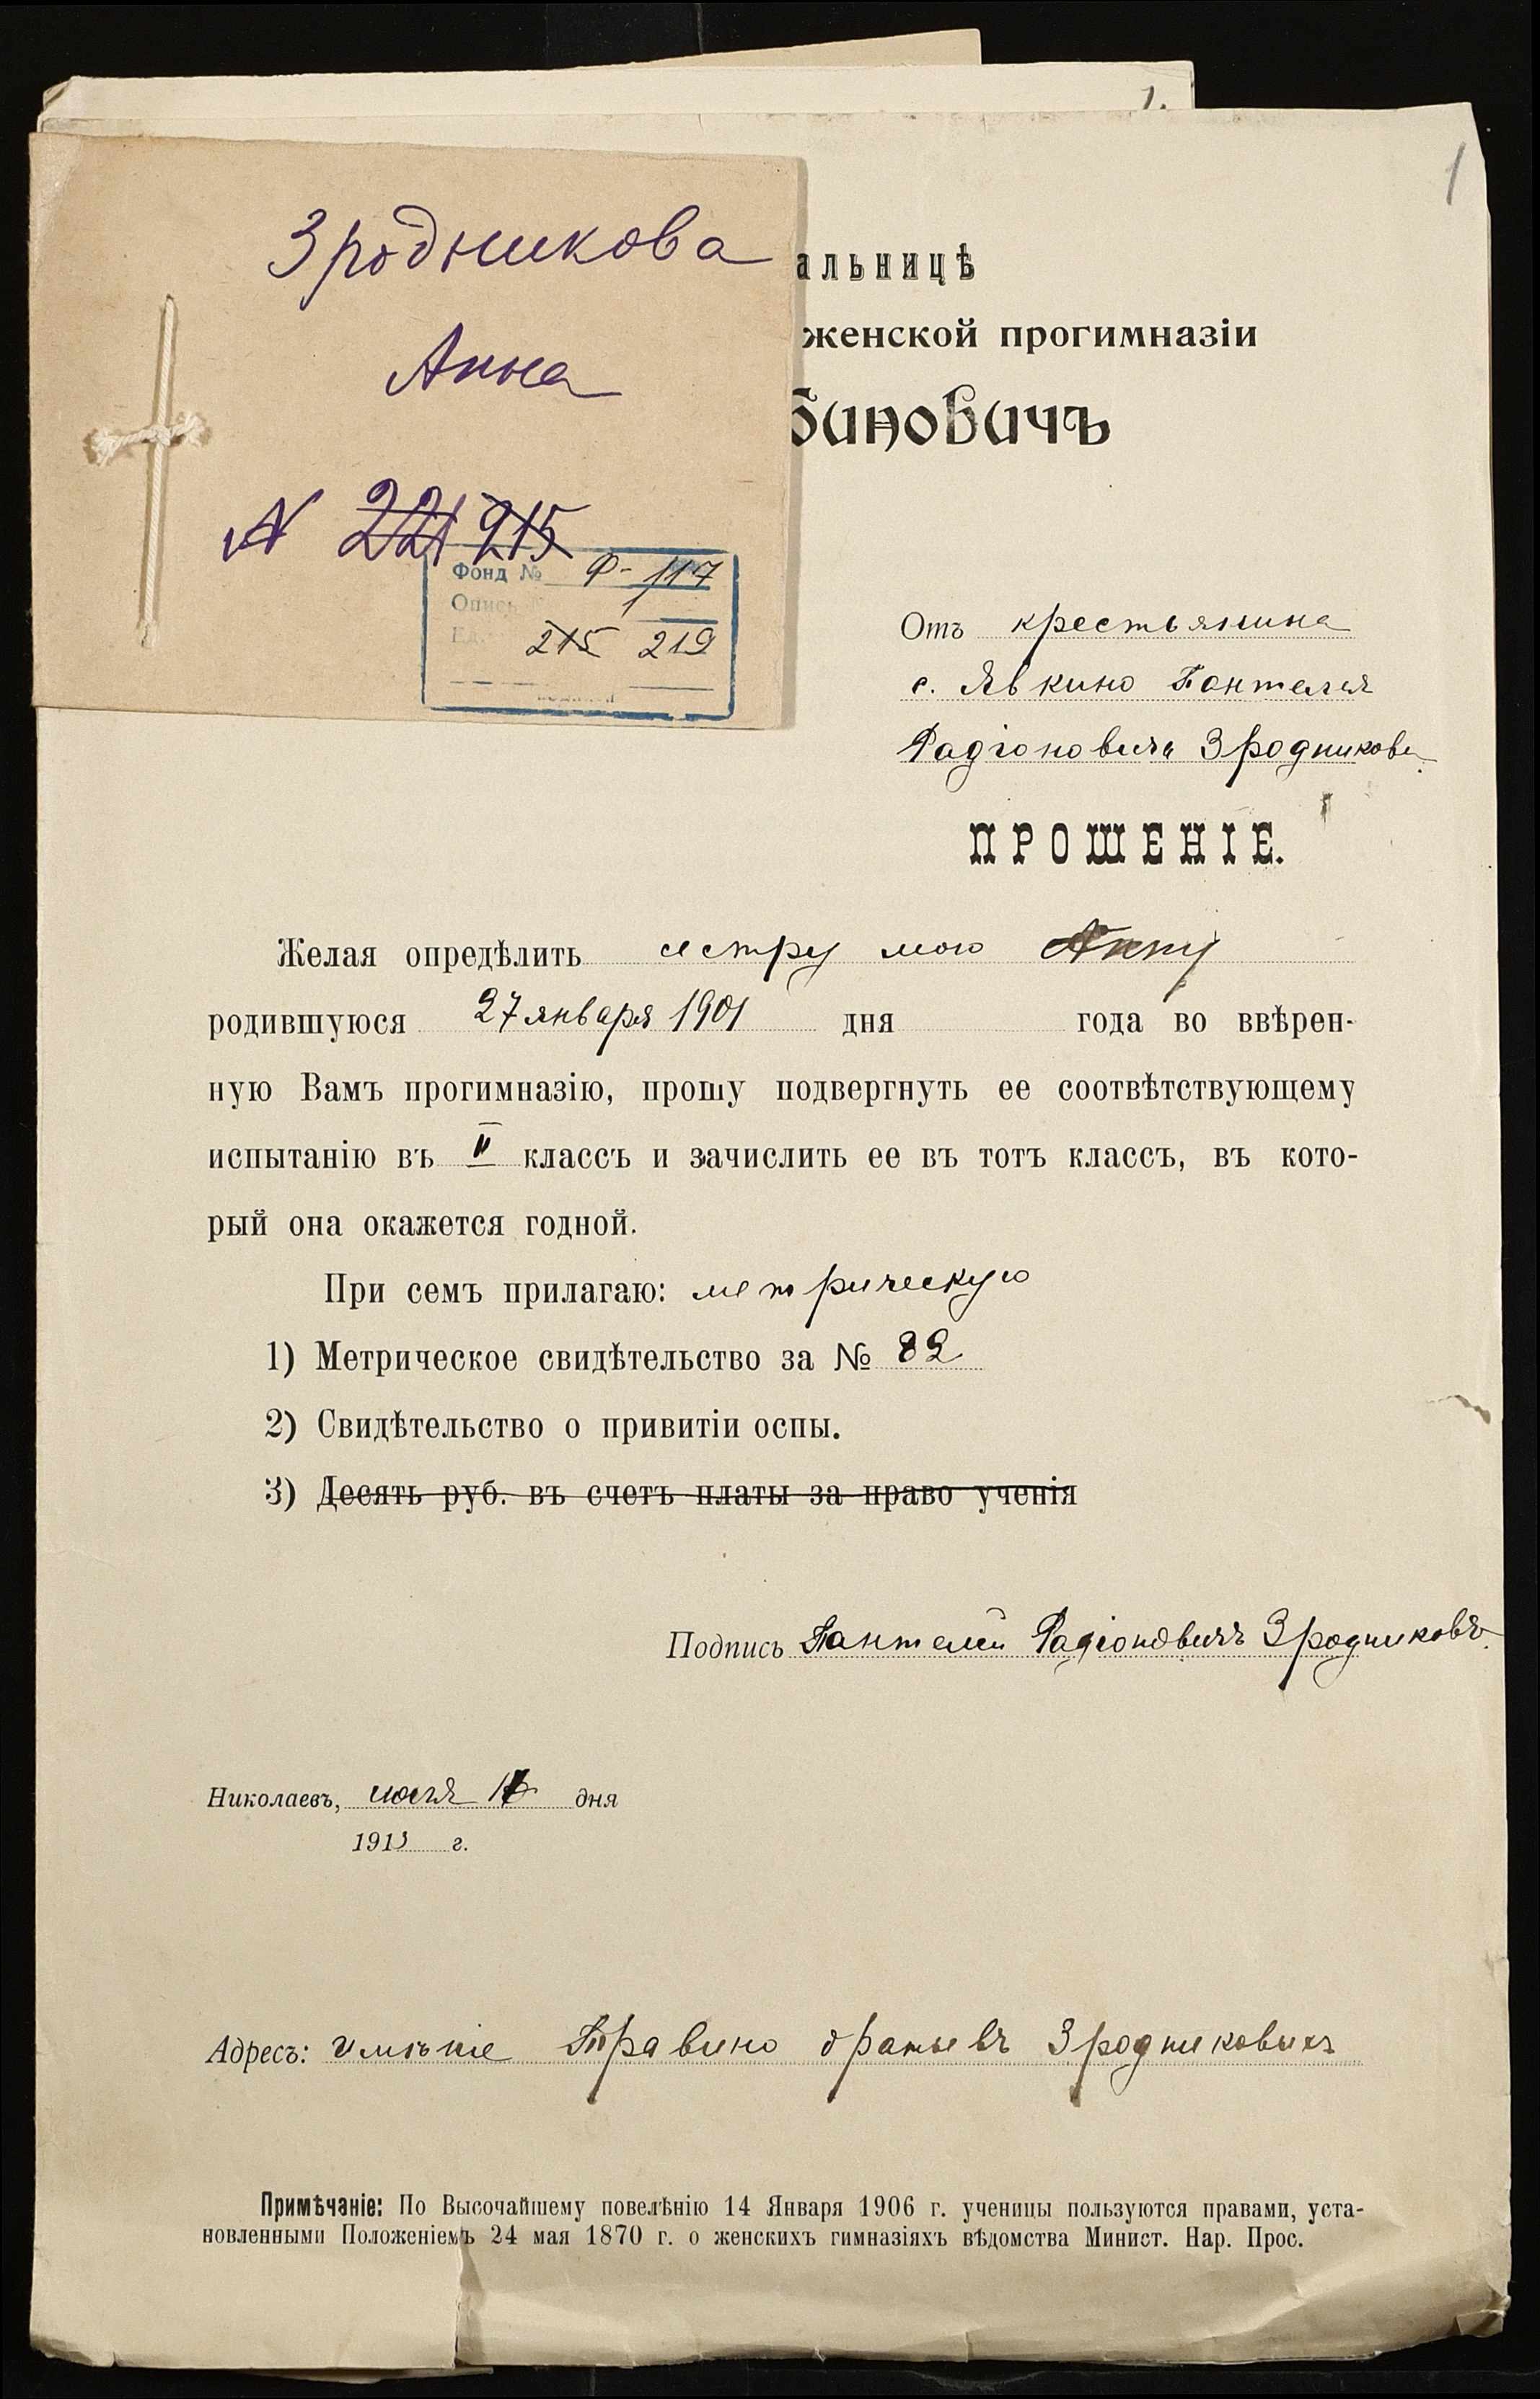 1.
1
Зродникова
Анна
N 221 215
Фонд № Ф-117
Опись 1
215 219
альницѣ
женской прогимназіи
биновичъ
Отъ крестьянина
с. Явкино Пантелея
Радіоновича Зродникова
ПРОШЕНІЕ.
Желая опредѣлить сестру мою Анну
родившуюся 27 января 1901 дня года во ввѣрен-
ную Вамъ прогимназію, прошу подвергнуть ее соотвѣтствующему
испытанію въ II классъ и зачислить ее въ тотъ классъ, въ кото-
рый она окажется годной.
При семъ прилагаю: метрическую
1) Метрическое свидѣтельство за № 82
2) Свидѣтельство о привитіи оспы.
3) Десять руб. въ счетъ платы за право ученія
Подпись Пантелей Радіоновичъ Зродниковъ.
Николаевъ, дня
1913 г.
Адресъ: имѣніе Травино братьевъ Зродниковыхъ
Примѣчаніе: По Высочайшему повелѣнію 14 Января 1906 г. ученицы пользуются правами, уста-
новленными Положеніемъ 24 мая 1870 г. о женскихъ гимназіяхъ вѣдомства Минист. Нар. Прос.